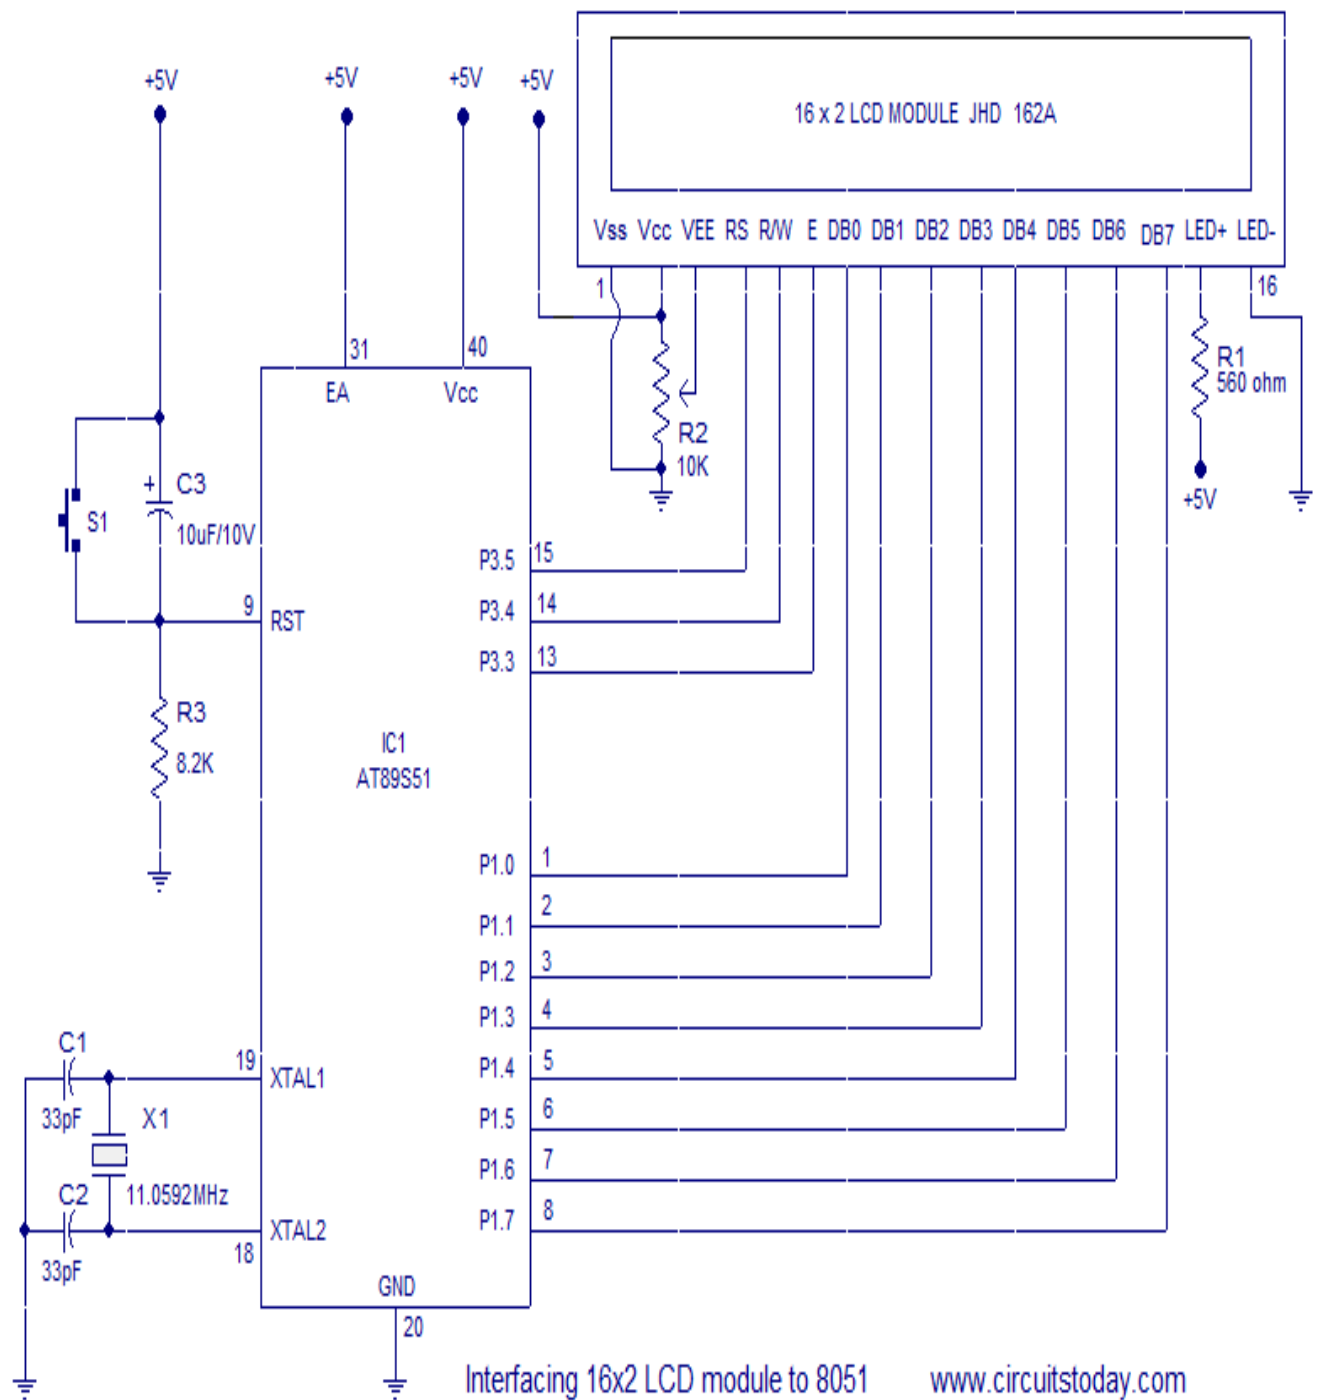 +5V
+5V
+5V
+5V
16 x 2 LCD MODULE JHD 162A
Vss Vcc VEE RS R/W E DB0 DB1 DB2 DB3 DB4 DB5 DB6 DB7 LED+ LED-
1
16
31
40
EA
Vcc
R1
560 ohm
R2
10K
+5V
+ C3
10uF/10V
S1
P3.5 15
9 RST
P3.4 14
P3.3 13
R3
8.2K
IC1
AT89S51
P1.0 1
P1.1 2
P1.2 3
P1.3 4
P1.4 5
P1.5 6
P1.6 7
P1.7 8
C1
33pF
19 XTAL1
X1
11.0592MHz
C2
33pF
18 XTAL2
GND
20
Interfacing 16x2 LCD module to 8051 www.circuitstoday.com